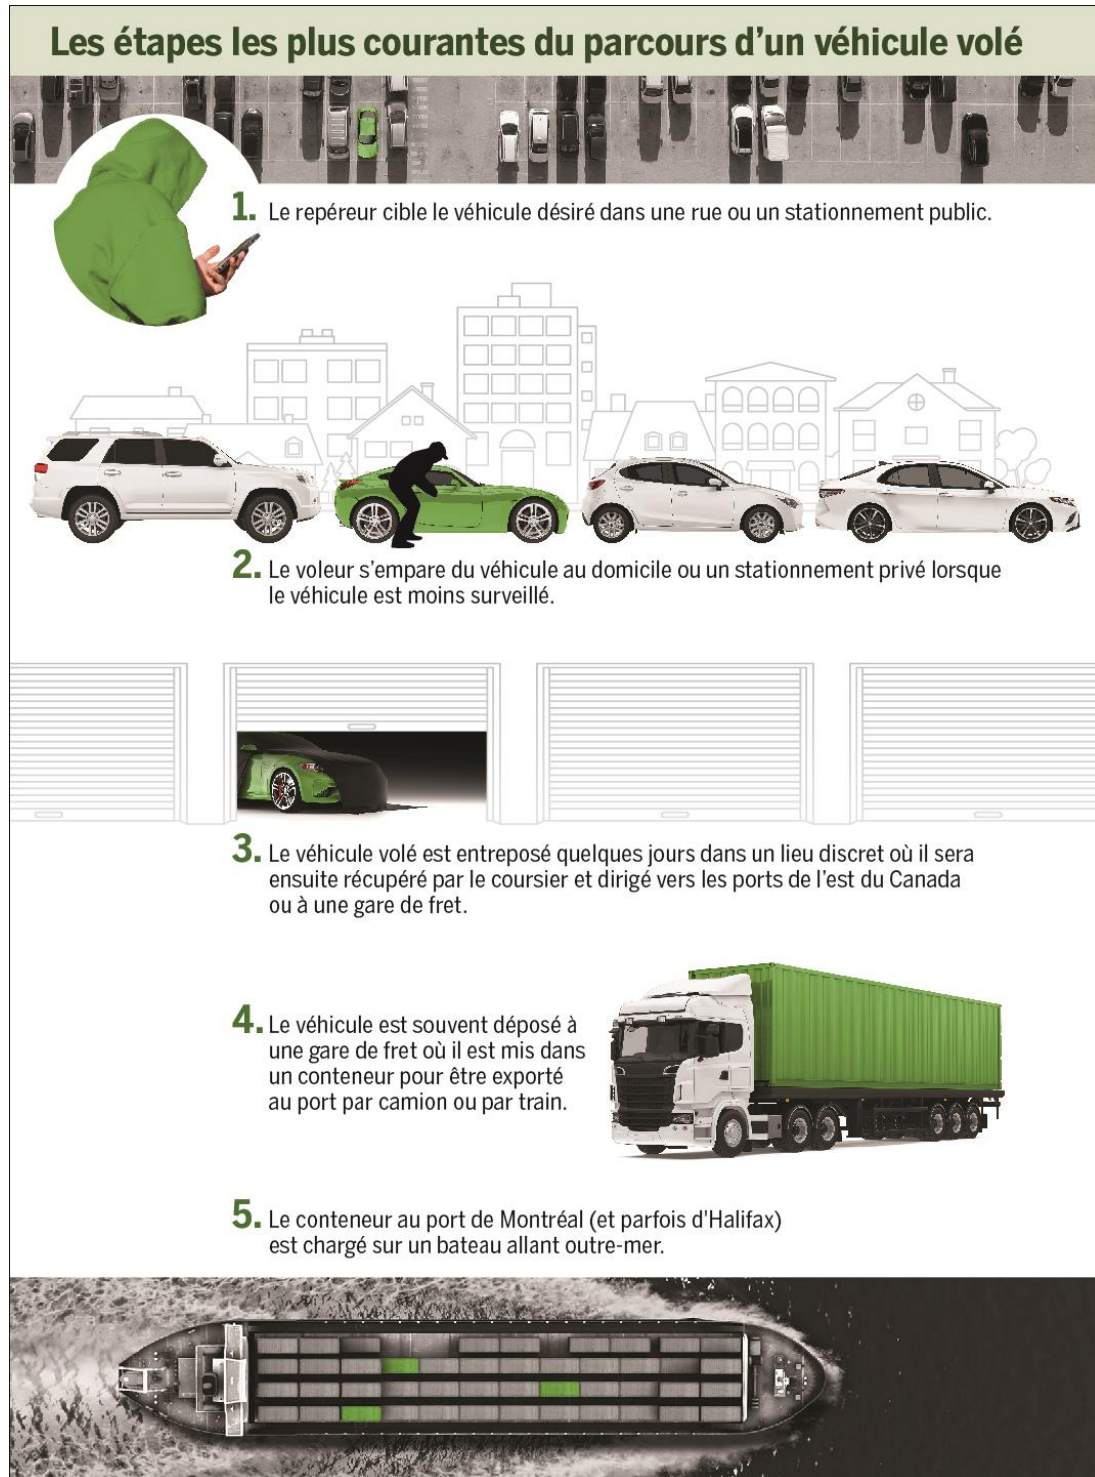 Les étapes les plus courantes du parcours d'un véhicule volé
1. Le repéreur cible le véhicule désiré dans une rue ou un stationnement public.
2. Le voleur s'empare du véhicule au domicile ou un stationnement privé lorsque
le véhicule est moins surveillé.
3. Le véhicule volé est entreposé quelques jours dans un lieu discret où il sera
ensuite récupéré par le coursier et dirigé vers les ports de l'est du Canada
ou à une gare de fret.
4. Le véhicule est souvent déposé à
une gare de fret où il est mis dans
un conteneur pour être exporté
au port par camion ou par train.
5. Le conteneur au port de Montréal (et parfois d'Halifax)
est chargé sur un bateau allant outre-mer.